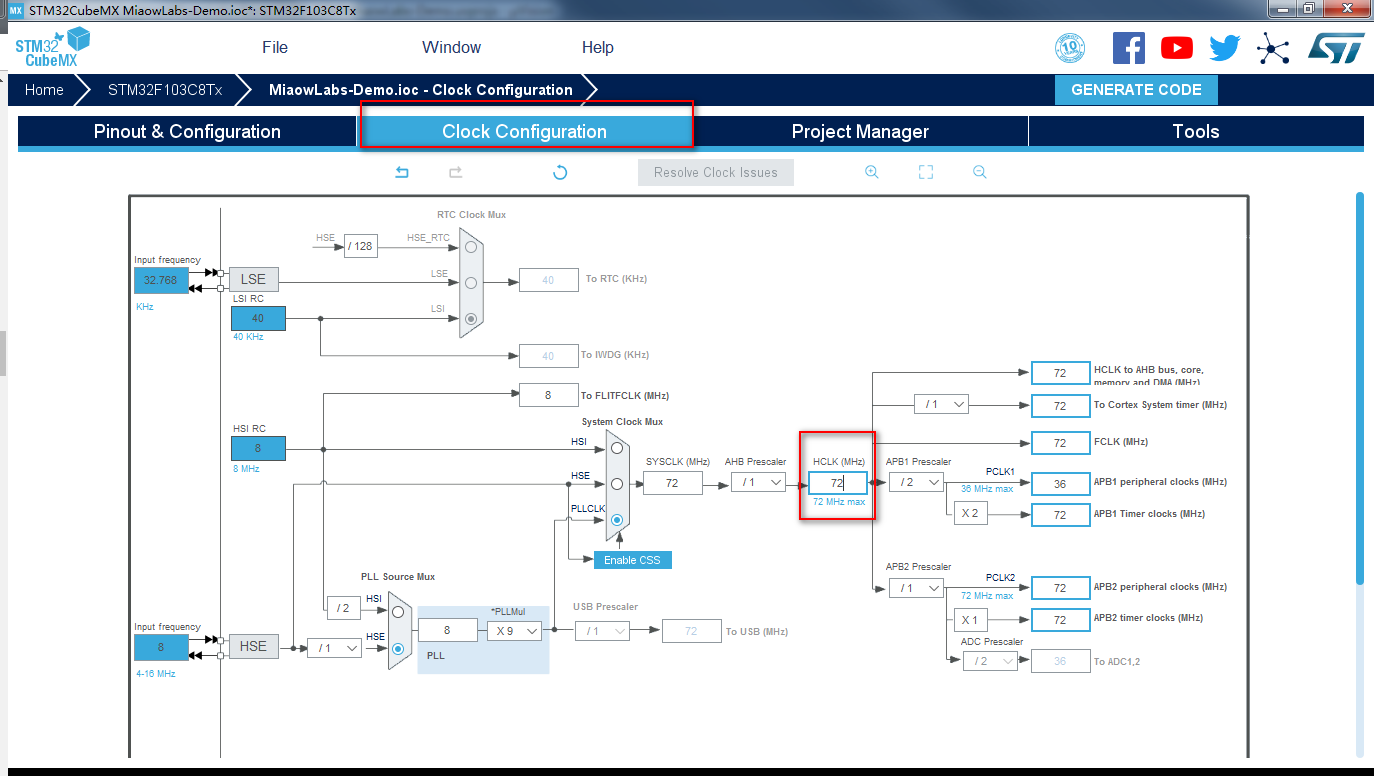 MX STM32CubeMX MiaowLabs-Demo.ioc*: STM32F103C8Tx
STM32
CubeMX
File
Window
Help
10
Home
STM32F103C8Tx
MiaowLabs-Demo.ioc - Clock Configuration
GENERATE CODE
Pinout & Configuration
Clock Configuration
Project Manager
Tools
Resolve Clock Issues
RTC Clock Mux
HSE
/ 128
HSE_RTC
Input frequency
32.768
KHz
LSE
LSE
40
To RTC (KHz)
LSI RC
40
40 KHz
LSI
40
To IWDG (KHz)
8
To FLITFCLK (MHz)
System Clock Mux
HSI RC
8
8 MHz
HSI
HSE
PLLCLK
Enable CSS
SYSCLK (MHz)
72
AHB Prescaler
/ 1
HCLK (MHz)
72
72 MHz max
72
HCLK to AHB bus, core,
memory and DMA (MHz)
/ 1
72
To Cortex System timer (MHz)
72
FCLK (MHz)
APB1 Prescaler
/ 2
PCLK1
36 MHz max
36
APB1 peripheral clocks (MHz)
X 2
72
APB1 Timer clocks (MHz)
APB2 Prescaler
/ 1
PCLK2
72 MHz max
72
APB2 peripheral clocks (MHz)
X 1
72
APB2 timer clocks (MHz)
ADC Prescaler
/ 2
36
To ADC1,2
PLL Source Mux
/ 2
HSI
Input frequency
8
4-16 MHz
HSE
/ 1
HSE
8
*PLLMul
X 9
PLL
USB Prescaler
/ 1
72
To USB (MHz)